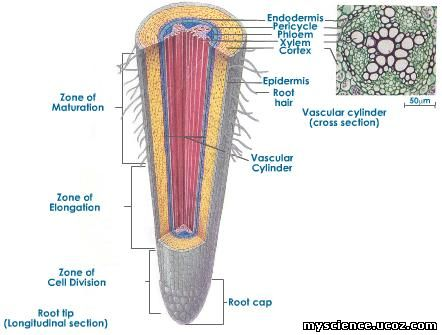 Endodermis
Pericycle
Phloem
Xylem
Cortex
Epidermis
Root
hair
50µm
Vascular cylinder
(cross section)
Zone of
Maturation
Vascular
Cylinder
Zone of
Elongation
Zone of
Cell Division
Root cap
Root tip
(Longitudinal section)
myscience.ucoz.com